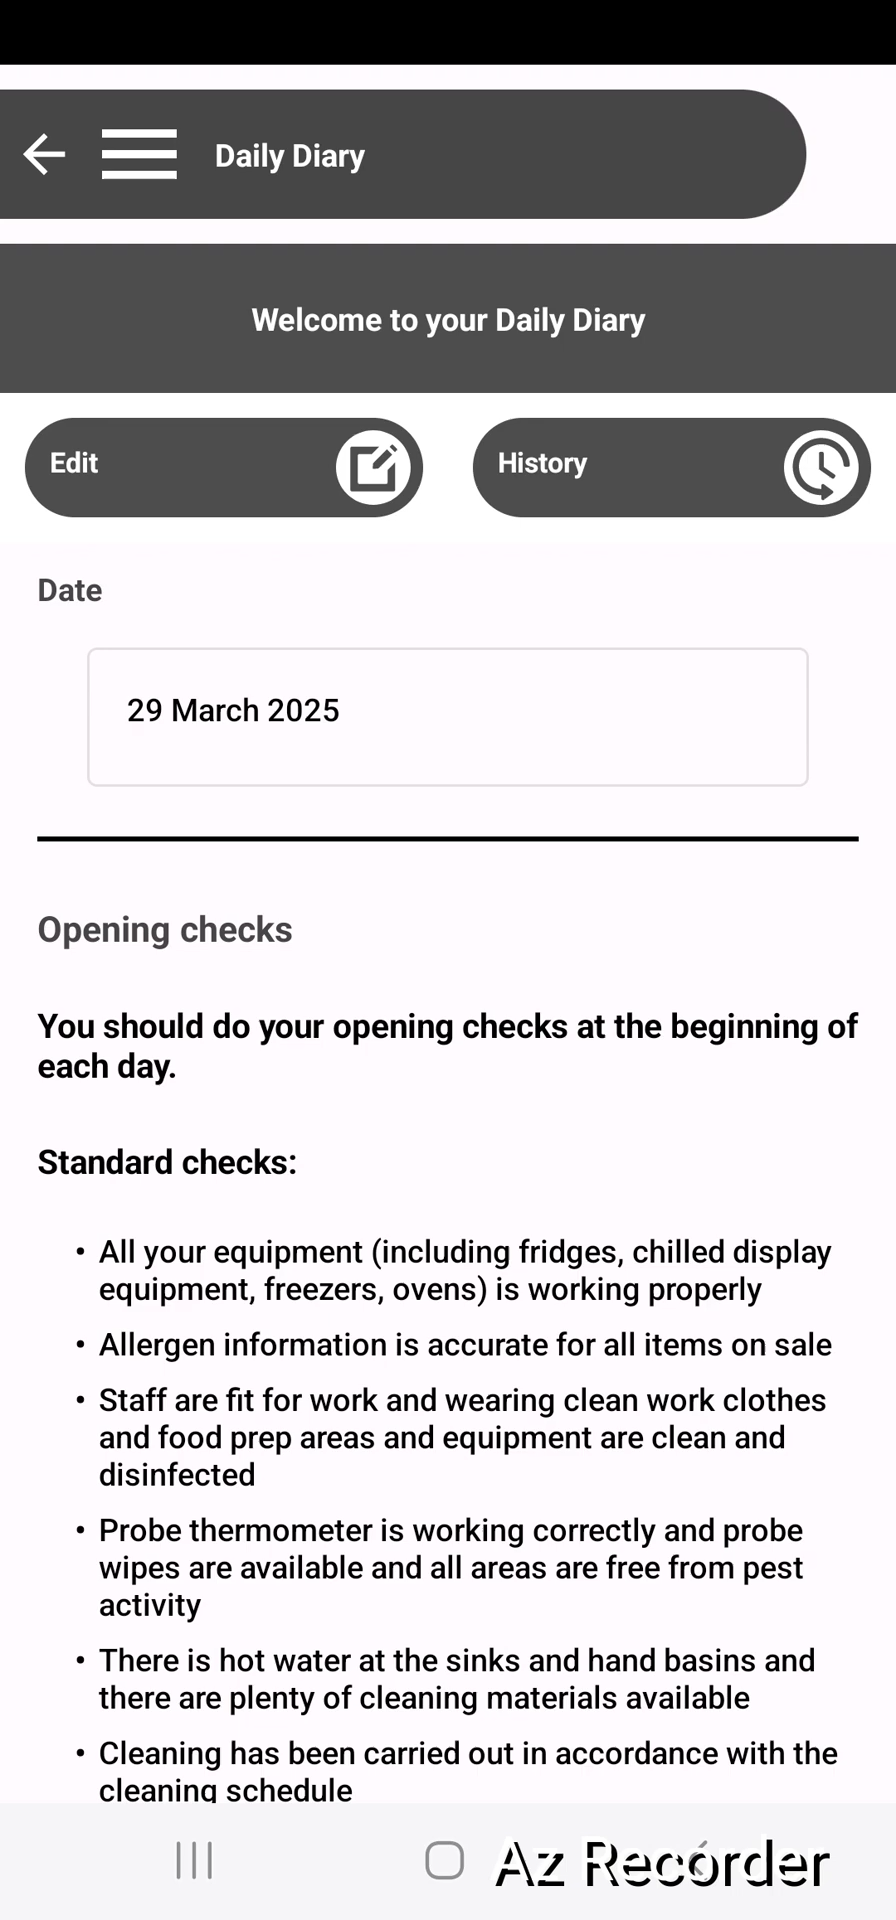 Daily Diary
Welcome to your Daily Diary
Edit
History
Date
29 March 2025
Opening checks
You should do your opening checks at the beginning of
each day.
Standard checks:
• All your equipment (including fridges, chilled display
equipment, freezers, ovens) is working properly
• Allergen information is accurate for all items on sale
• Staff are fit for work and wearing clean work clothes
and food prep areas and equipment are clean and
disinfected
• Probe thermometer is working correctly and probe
wipes are available and all areas are free from pest
activity
• There is hot water at the sinks and hand basins and
there are plenty of cleaning materials available
• Cleaning has been carried out in accordance with the
cleaning schedule
Az Recorder